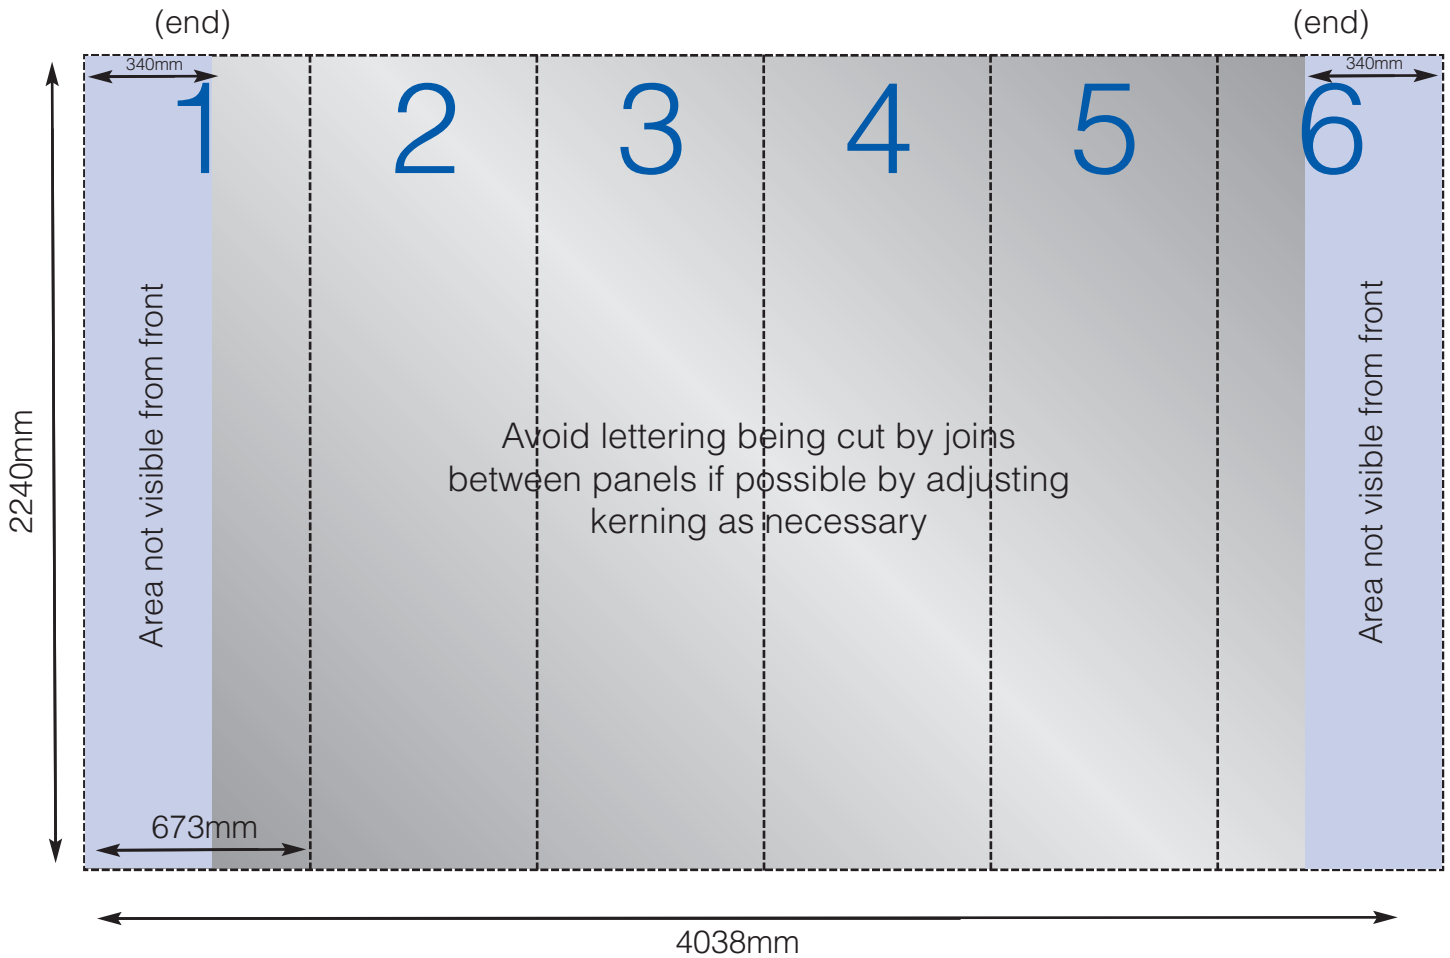 (end)
(end)
340mm
340mm
1 2 3 4 5 6
Area not visible from front
Area not visible from front
Avoid lettering being cut by joins
between panels if possible by adjusting
kerning as necessary
2240mm
673mm
4038mm